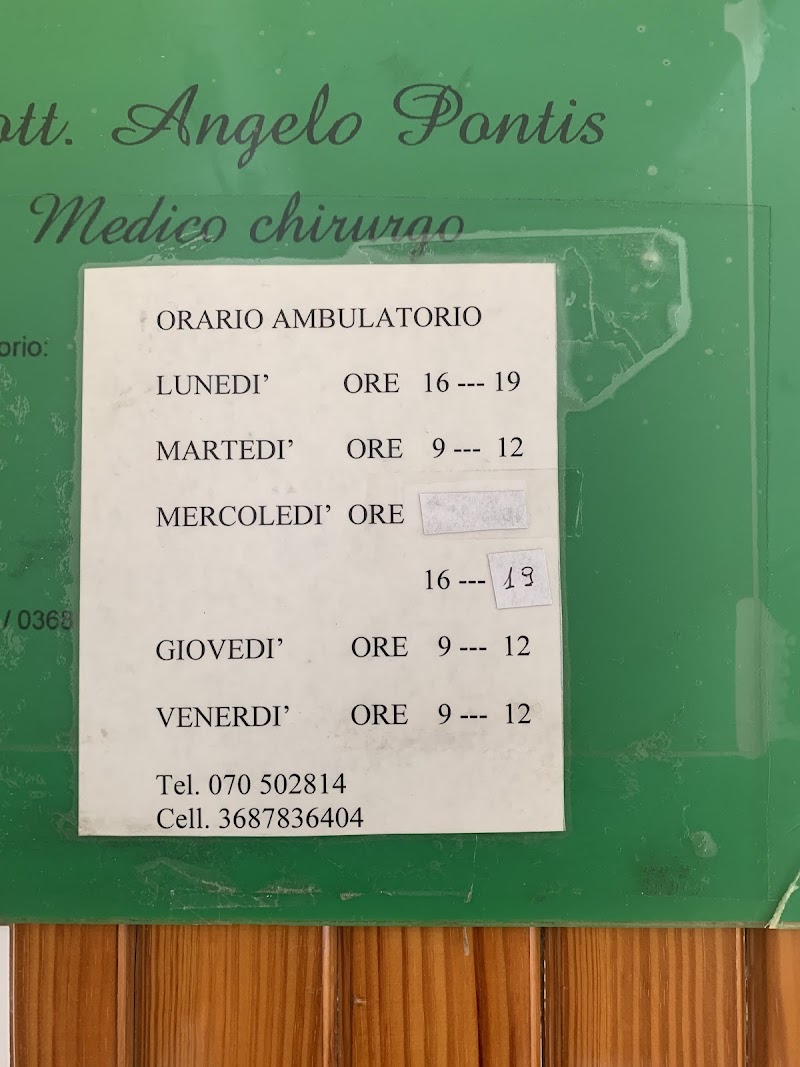 ott. Angelo Pontis
Medico chirurgo
orio:
ORARIO AMBULATORIO
LUNEDI’ ORE 16 --- 19
MARTEDI’ ORE 9 --- 12
MERCOLEDI’ ORE
16 --- 19
/ 0368
GIOVEDI’ ORE 9 --- 12
VENERDI’ ORE 9 --- 12
Tel. 070 502814
Cell. 3687836404